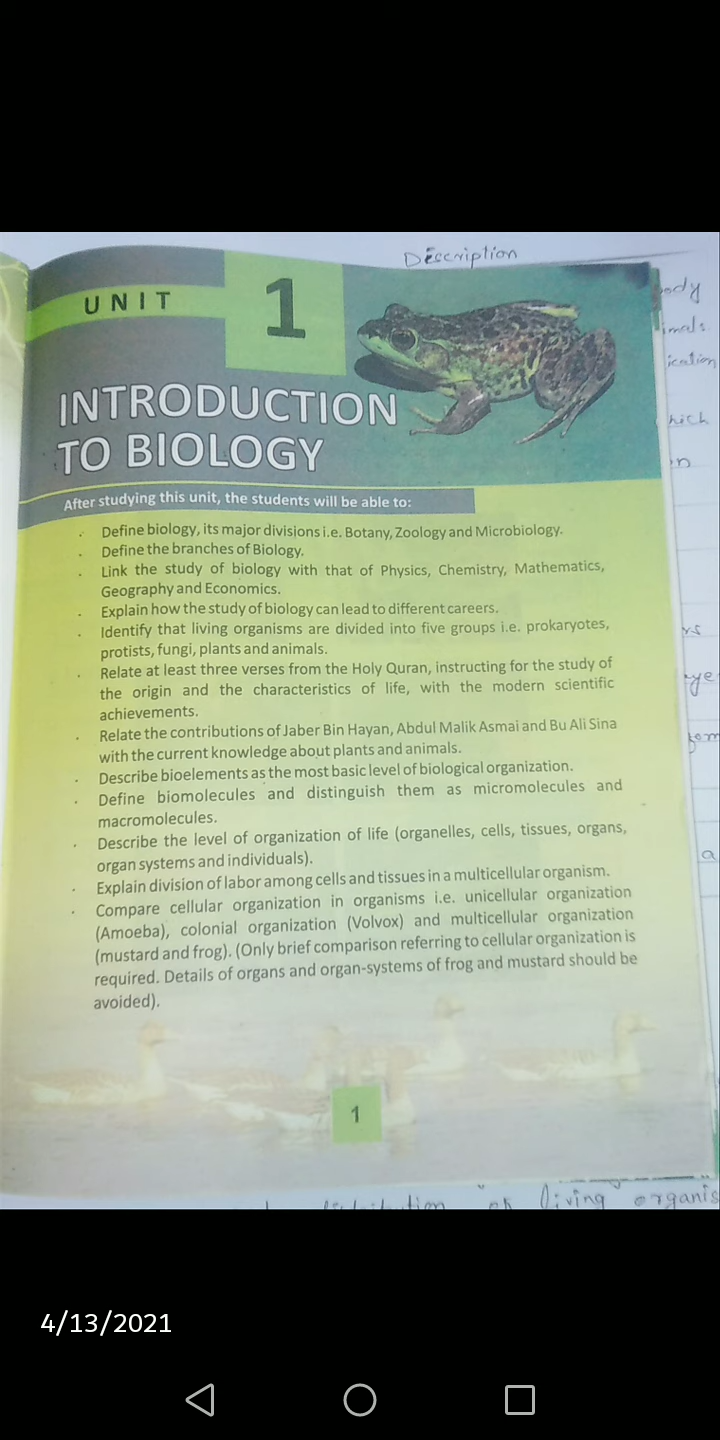 Description
UNIT 1
INTRODUCTION
TO BIOLOGY
After studying this unit, the students will be able to:
· Define biology, its major divisions i.e. Botany, Zoology and Microbiology.
· Define the branches of Biology.
· Link the study of biology with that of Physics, Chemistry, Mathematics,
Geography and Economics.
· Explain how the study of biology can lead to different careers.
· Identify that living organisms are divided into five groups i.e. prokaryotes,
protists, fungi, plants and animals.
· Relate at least three verses from the Holy Quran, instructing for the study of
the origin and the characteristics of life, with the modern scientific
achievements.
· Relate the contributions of Jaber Bin Hayan, Abdul Malik Asmai and Bu Ali Sina
with the current knowledge about plants and animals.
· Describe bioelements as the most basic level of biological organization.
· Define biomolecules and distinguish them as micromolecules and
macromolecules.
· Describe the level of organization of life (organelles, cells, tissues, organs,
organ systems and individuals).
· Explain division of labor among cells and tissues in a multicellular organism.
· Compare cellular organization in organisms i.e. unicellular organization
(Amoeba), colonial organization (Volvox) and multicellular organization
(mustard and frog). (Only brief comparison referring to cellular organization is
required. Details of organs and organ-systems of frog and mustard should be
avoided).
1
living organis
4/13/2021